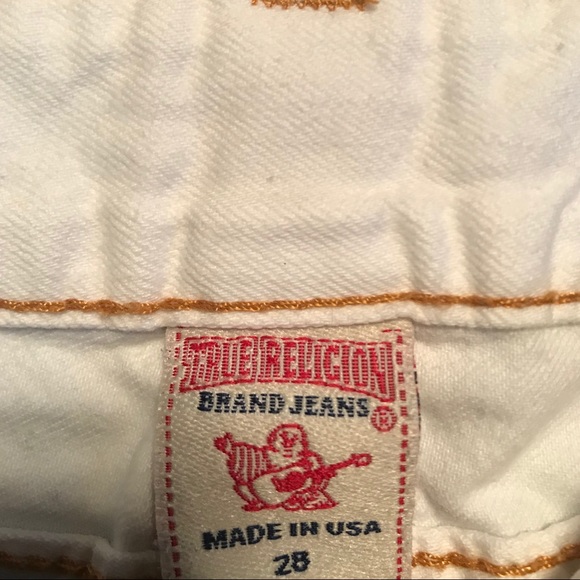 TRUE RELIGION
BRAND JEANS ®
MADE IN USA
28